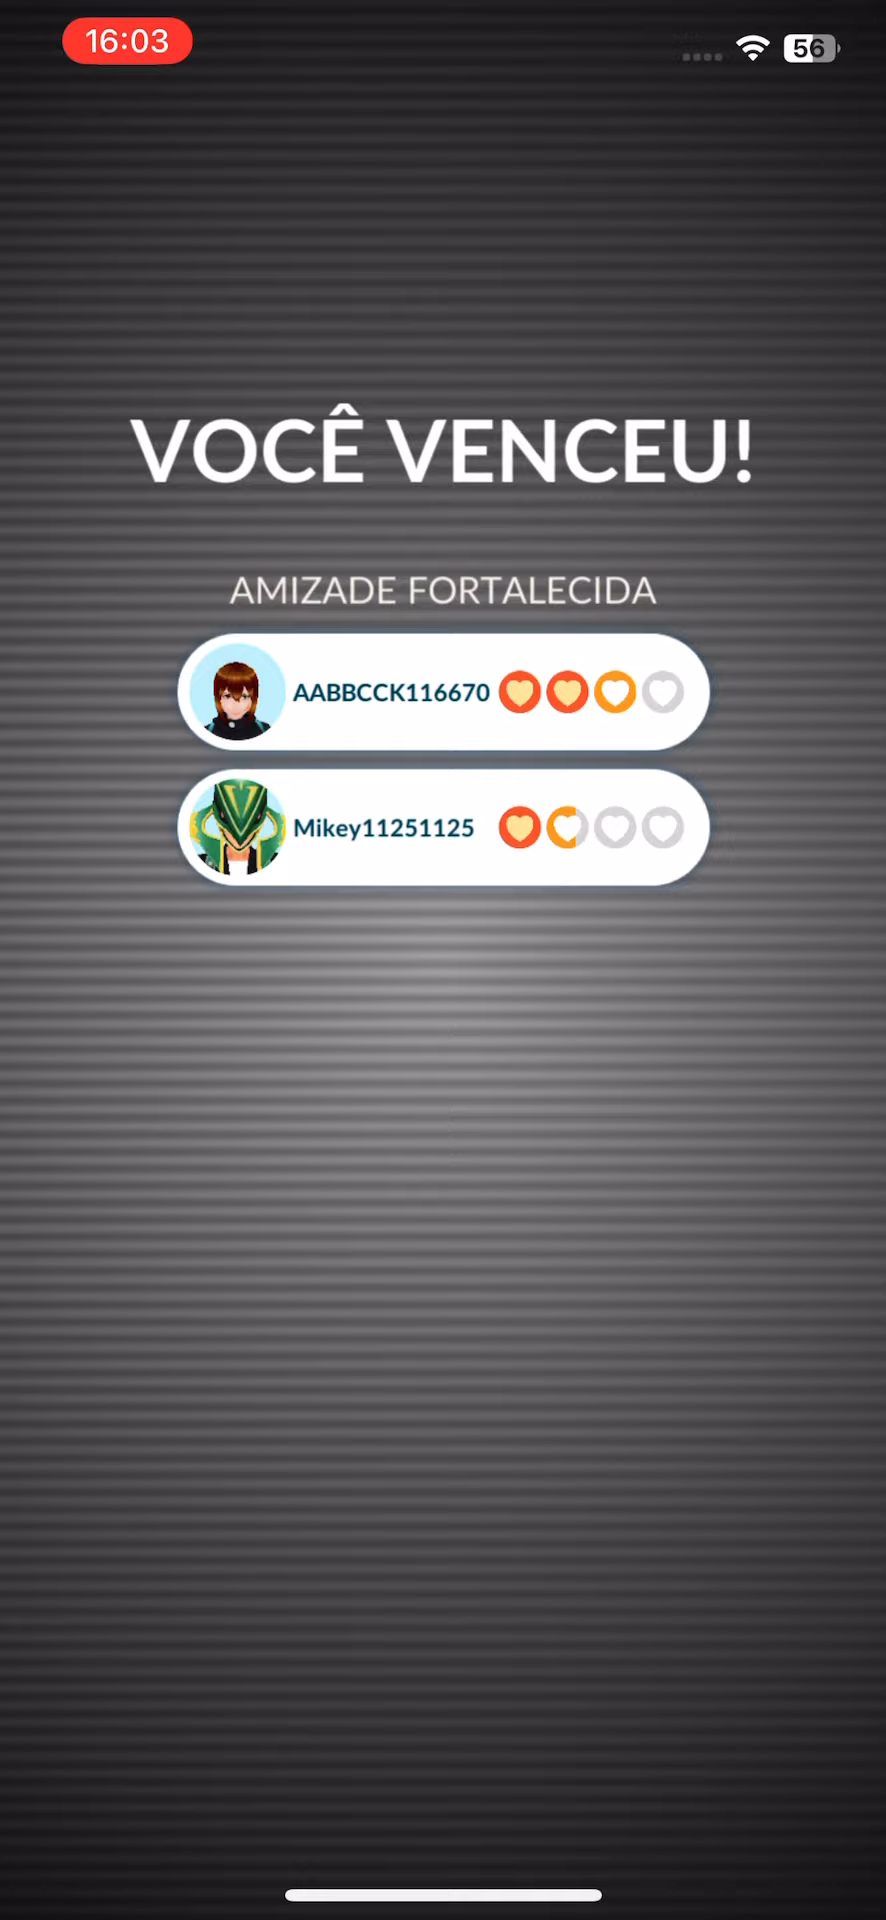 16:03
56
VOCÊ VENCEU!
AMIZADE FORTALECIDA
AABBCCK116670
Mikey11251125